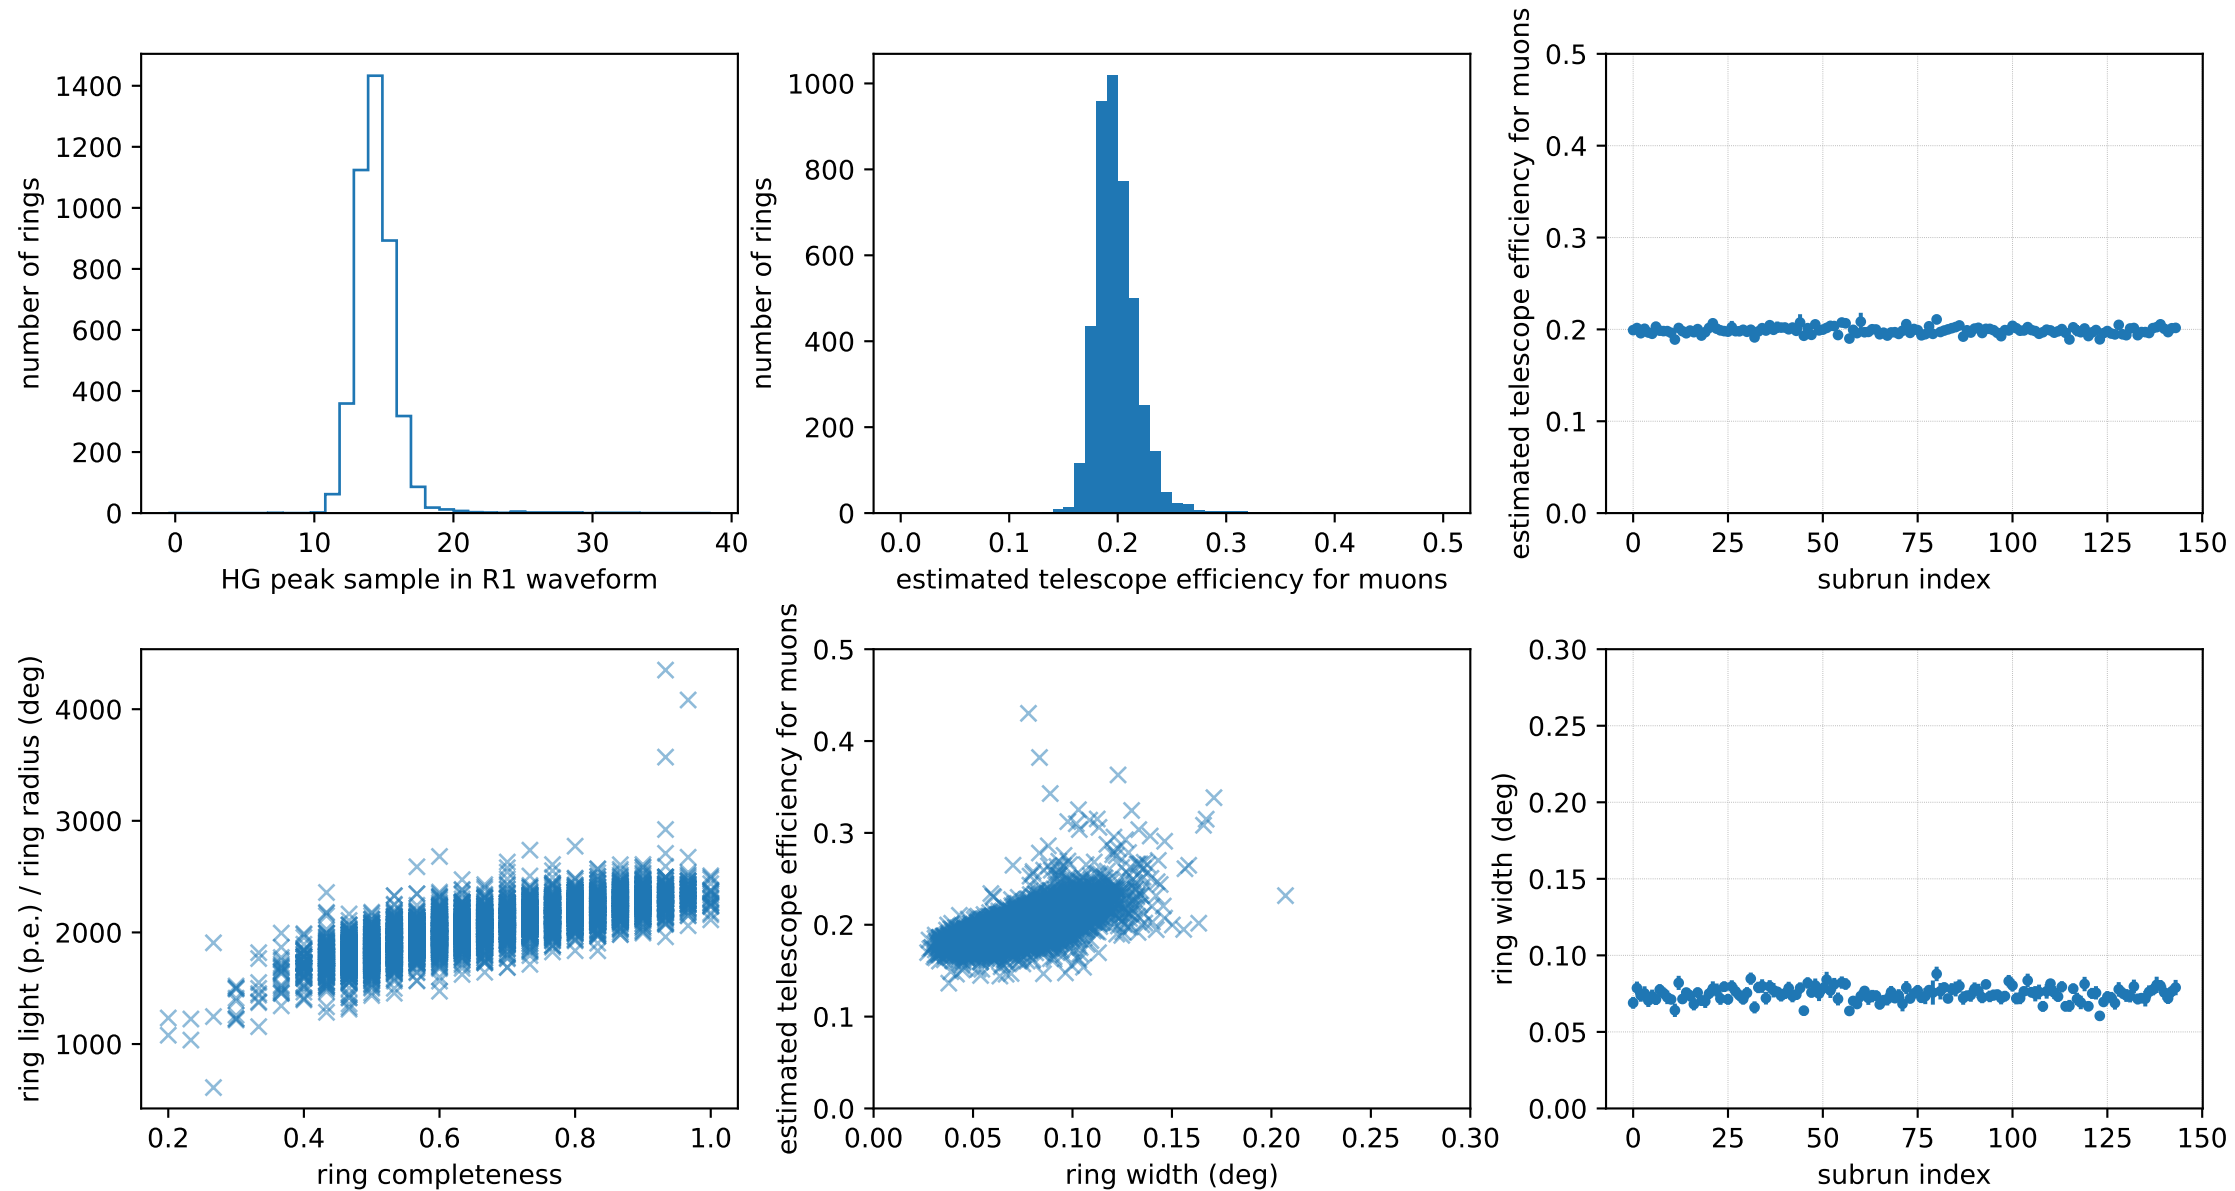 number of rings
1400
1200
1000
800
600
400
200
0
0 10 20 30 40
HG peak sample in R1 waveform
number of rings
1000
800
600
400
200
0
0.0 0.1 0.2 0.3 0.4 0.5
estimated telescope efficiency for muons
estimated telescope efficiency for muons
0.5
0.4
0.3
0.2
0.1
0.0
0 25 50 75 100 125 150
subrun index
ring light (p.e.) / ring radius (deg)
4000
3000
2000
1000
0.2 0.4 0.6 0.8 1.0
ring completeness
estimated telescope efficiency for muons
0.5
0.4
0.3
0.2
0.1
0.0
0.00 0.05 0.10 0.15 0.20 0.25 0.30
ring width (deg)
ring width (deg)
0.30
0.25
0.20
0.15
0.10
0.05
0.00
0 25 50 75 100 125 150
subrun index